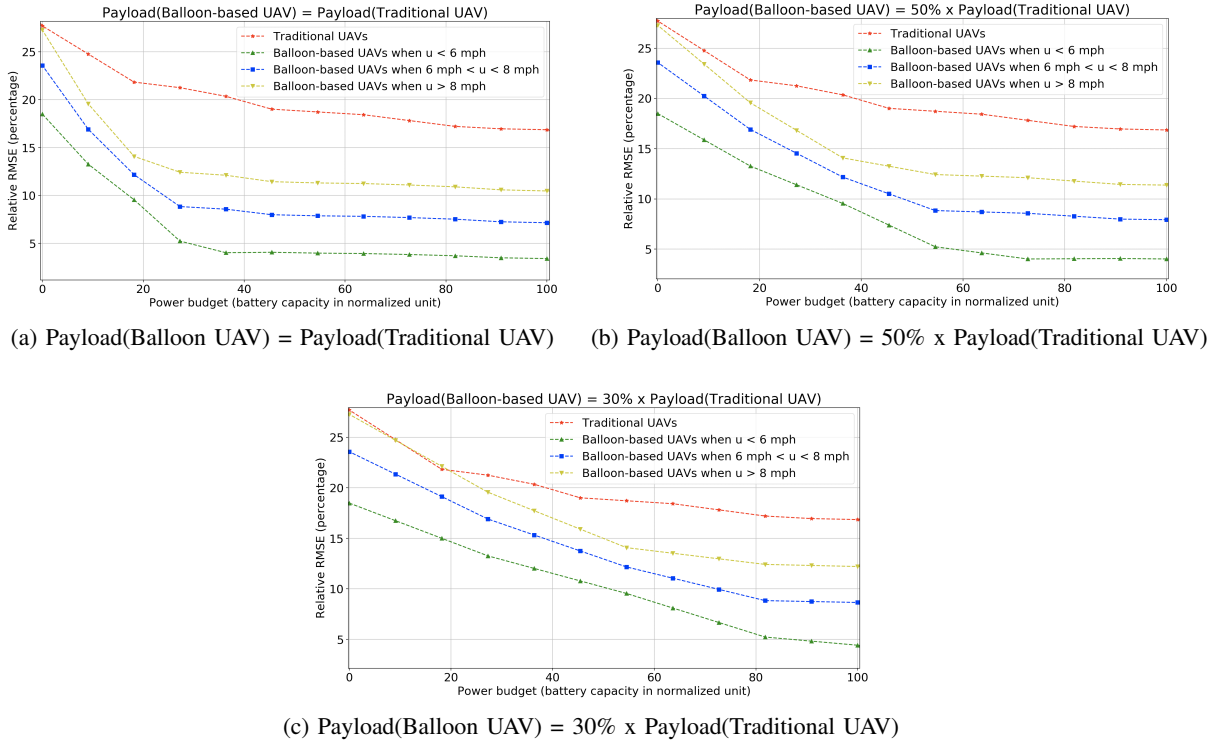 Payload(Balloon-based UAV) = Payload(Traditional UAV)
Relative RMSE (percentage)
25
20
15
10
5
Traditional UAVs
Balloon-based UAVs when u < 6 mph
Balloon-based UAVs when 6 mph < u < 8 mph
Balloon-based UAVs when u > 8 mph
0 20 40 60 80 100
Power budget (battery capacity in normalized unit)
(a) Payload(Balloon UAV) = Payload(Traditional UAV)
Payload(Balloon-based UAV) = 50% x Payload(Traditional UAV)
Relative RMSE (percentage)
25
20
15
10
5
Traditional UAVs
Balloon-based UAVs when u < 6 mph
Balloon-based UAVs when 6 mph < u < 8 mph
Balloon-based UAVs when u > 8 mph
0 20 40 60 80 100
Power budget (battery capacity in normalized unit)
(b) Payload(Balloon UAV) = 50% x Payload(Traditional UAV)
Payload(Balloon-based UAV) = 30% x Payload(Traditional UAV)
Relative RMSE (percentage)
25
20
15
10
5
Traditional UAVs
Balloon-based UAVs when u < 6 mph
Balloon-based UAVs when 6 mph < u < 8 mph
Balloon-based UAVs when u > 8 mph
0 20 40 60 80 100
Power budget (battery capacity in normalized unit)
(c) Payload(Balloon UAV) = 30% x Payload(Traditional UAV)